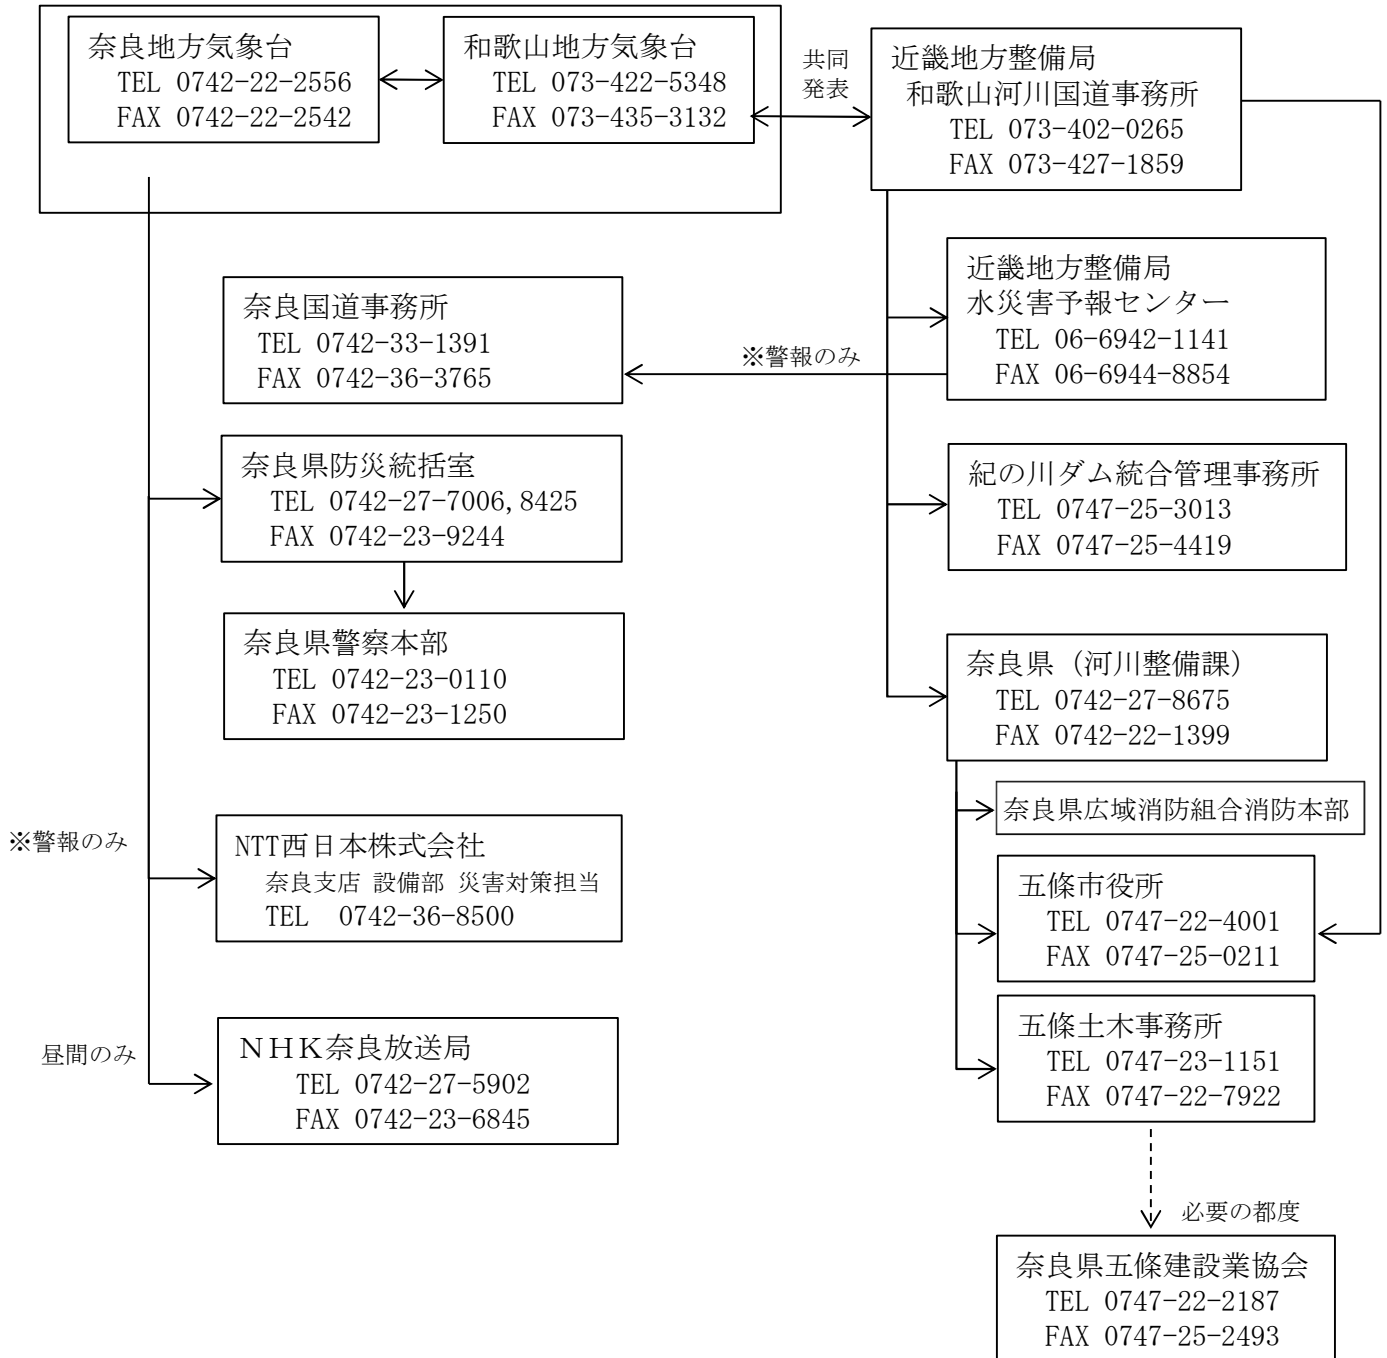 奈良地方気象台
TEL 0742-22-2556
FAX 0742-22-2542
和歌山地方気象台
TEL 073-422-5348
FAX 073-435-3132
共同
発表
近畿地方整備局
和歌山河川国道事務所
TEL 073-402-0265
FAX 073-427-1859
近畿地方整備局
水災害予報センター
TEL 06-6942-1141
FAX 06-6944-8854
※警報のみ
奈良国道事務所
TEL 0742-33-1391
FAX 0742-36-3765
奈良県防災統括室
TEL 0742-27-7006,8425
FAX 0742-23-9244
奈良県警察本部
TEL 0742-23-0110
FAX 0742-23-1250
※警報のみ
NTT西日本株式会社
奈良支店 設備部 災害対策担当
TEL 0742-36-8500
昼間のみ
NHK奈良放送局
TEL 0742-27-5902
FAX 0742-23-6845
紀の川ダム統合管理事務所
TEL 0747-25-3013
FAX 0747-25-4419
奈良県（河川整備課）
TEL 0742-27-8675
FAX 0742-22-1399
奈良県広域消防組合消防本部
五條市役所
TEL 0747-22-4001
FAX 0747-25-0211
五條土木事務所
TEL 0747-23-1151
FAX 0747-22-7922
必要の都度
奈良県五條建設業協会
TEL 0747-22-2187
FAX 0747-25-2493